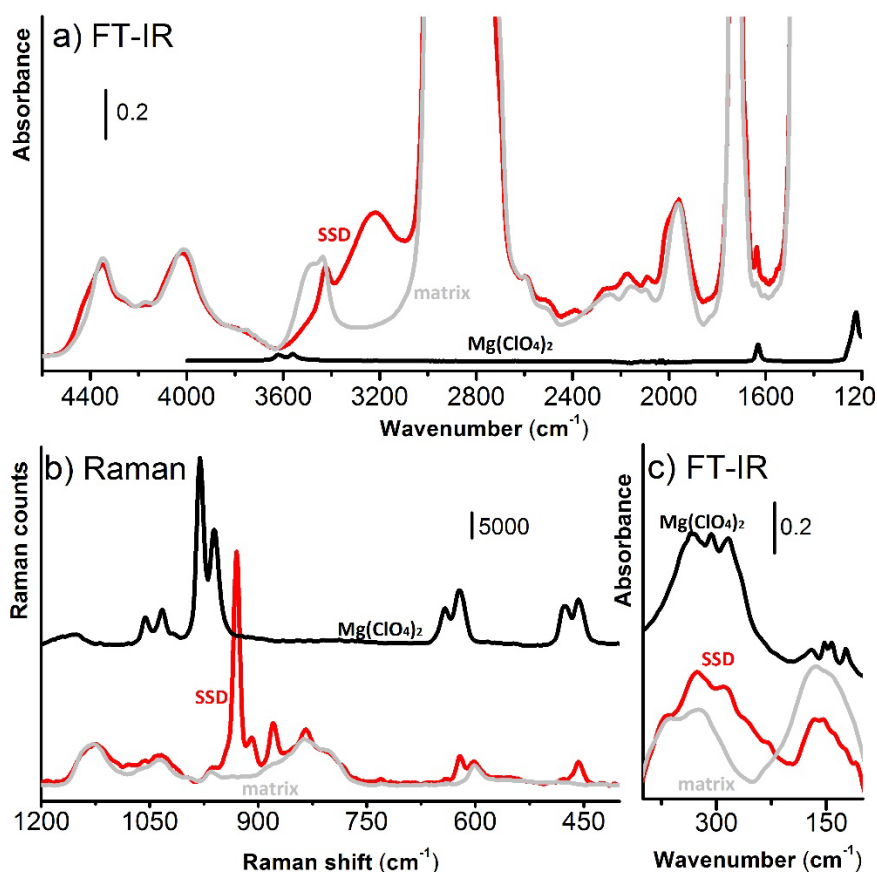 a) FT-IR
Absorbance
0.2
SSD
matrix
Mg(ClO₄)₂
4400 4000 3600 3200 2800 2400 2000 1600 1200
Wavenumber (cm⁻¹)
b) Raman
Raman counts
5000
Mg(ClO₄)₂
SSD
matrix
1200 1050 900 750 600 450
Raman shift (cm⁻¹)
c) FT-IR
Absorbance
Mg(ClO₄)₂
0.2
SSD
matrix
300 150
Wavenumber (cm⁻¹)